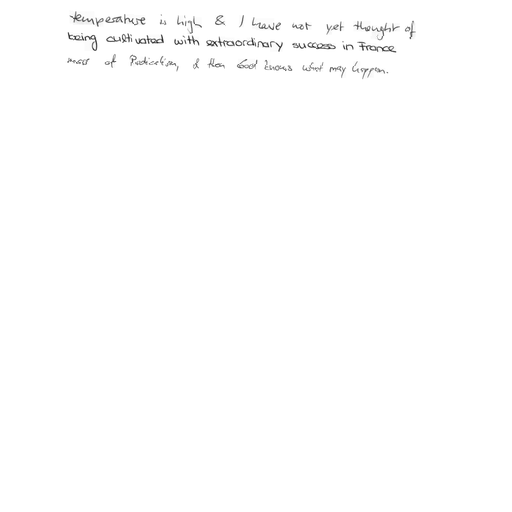 temperature is high & I have not yet thought of
being cultivated with extraordinary success in France
mass of Publication, & then God knows what may happen.